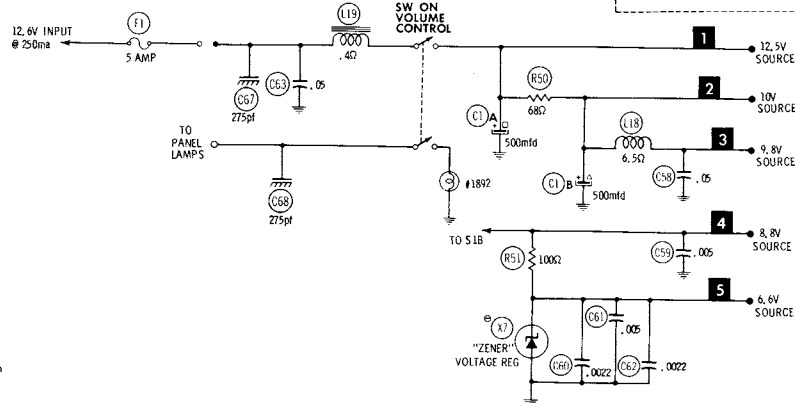 SW ON
VOLUME
CONTROL
12.6V INPUT
@ 250ma
F1
5 AMP
L19
.4Ω
C67
275pf
C63
.05
1
12.5V
SOURCE
R50
68Ω
2
10V
SOURCE
C1 A
500mfd
L18
6.5Ω
3
9.8V
SOURCE
C1 B
500mfd
C58
.05
TO
PANEL
LAMPS
C68
275pf
#1892
TO S1B
4
8.8V
SOURCE
R51
100Ω
C59
.005
5
6.6V
SOURCE
X7
"ZENER"
VOLTAGE REG
C61
.005
C60
.0022
C62
.0022